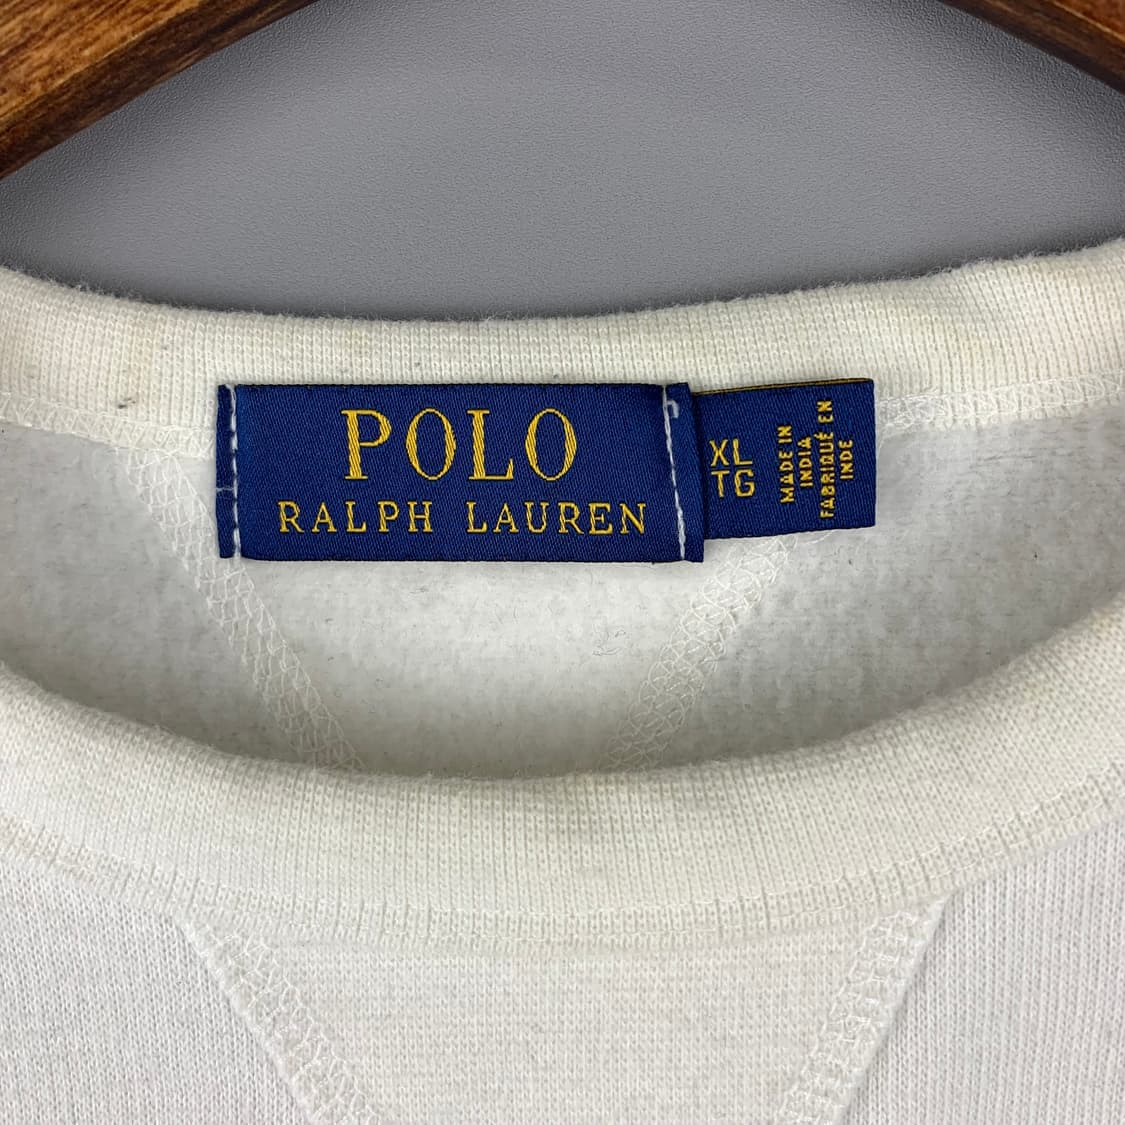 POLO
RALPH LAUREN
XL
TG
MADE IN
INDIA
FABRIQUÉ EN
INDE